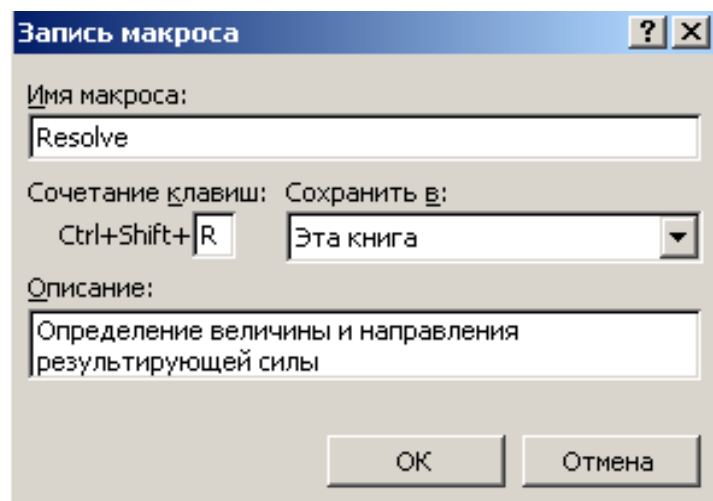 Запись макроса
Имя макроса:
Resolve
Сочетание клавиш: Сохранить в:
Ctrl+Shift+ R Эта книга
Описание:
Определение величины и направления
результирующей силы
ОК Отмена